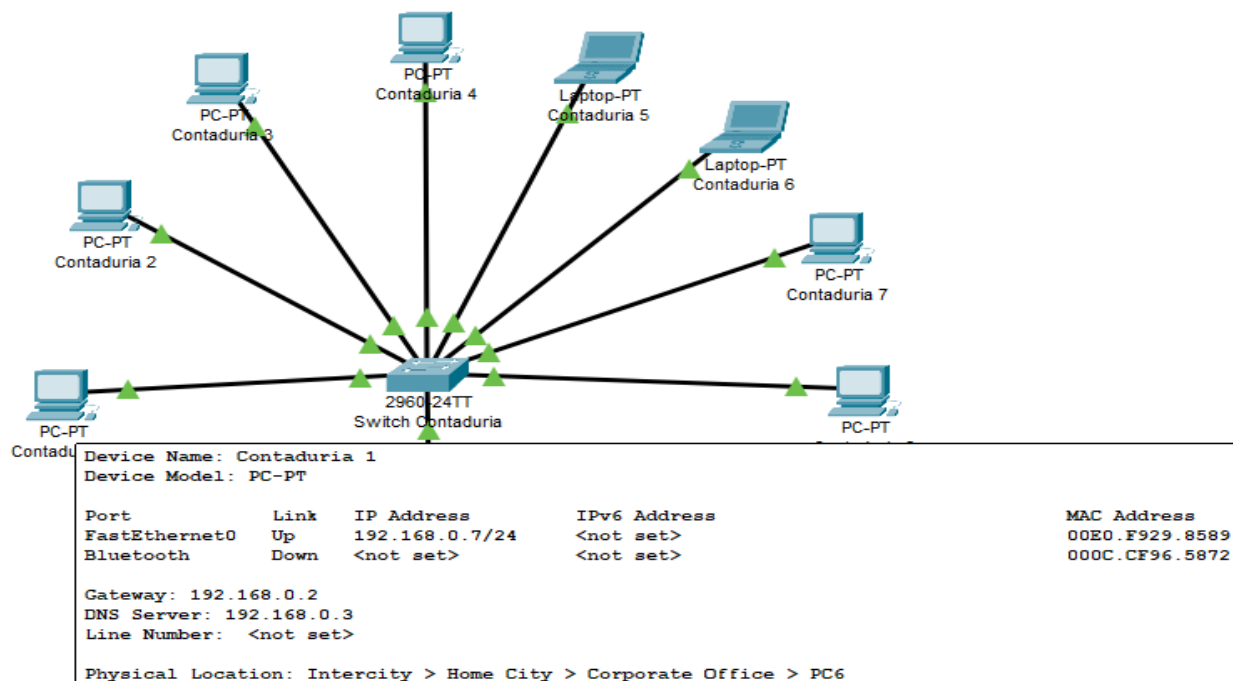 PC-PT
Contaduria 4
Laptop-PT
Contaduria 5
PC-PT
Contaduria 3
Laptop-PT
Contaduria 6
PC-PT
Contaduria 2
PC-PT
Contaduria 7
2960-24TT
Switch Contaduria
PC-PT
PC-PT
Device Name: Contaduria 1
Device Model: PC-PT
Port Link IP Address IPv6 Address MAC Address
FastEthernet0 Up 192.168.0.7/24 <not set> 00E0.F929.8589
Bluetooth Down <not set> <not set> 000C.CF96.5872
Gateway: 192.168.0.2
DNS Server: 192.168.0.3
Line Number: <not set>
Physical Location: Intercity > Home City > Corporate Office > PC6